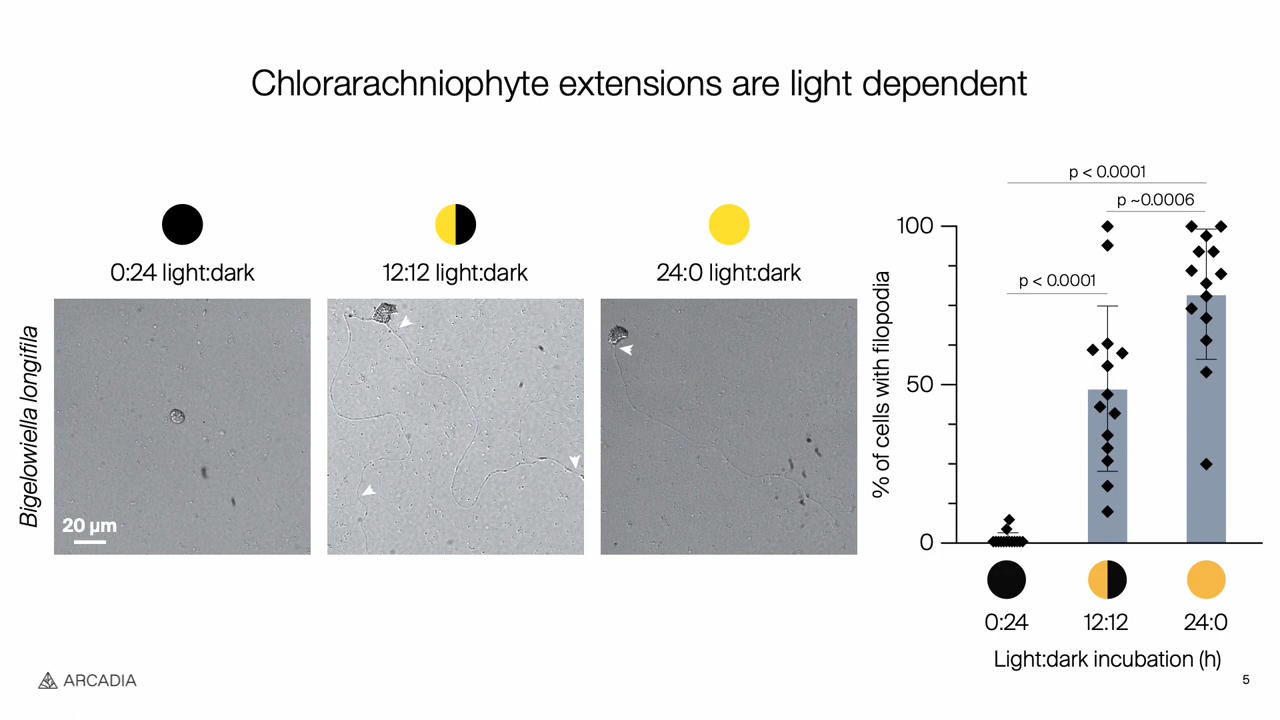 Chlorarachniophyte extensions are light dependent
0:24 light:dark
12:12 light:dark
24:0 light:dark
Bigelowiella longifila
20 µm
p < 0.0001
p ~0.0006
p < 0.0001
% of cells with filopodia
100
50
0
0:24
12:12
24:0
Light:dark incubation (h)
ARCADIA
5